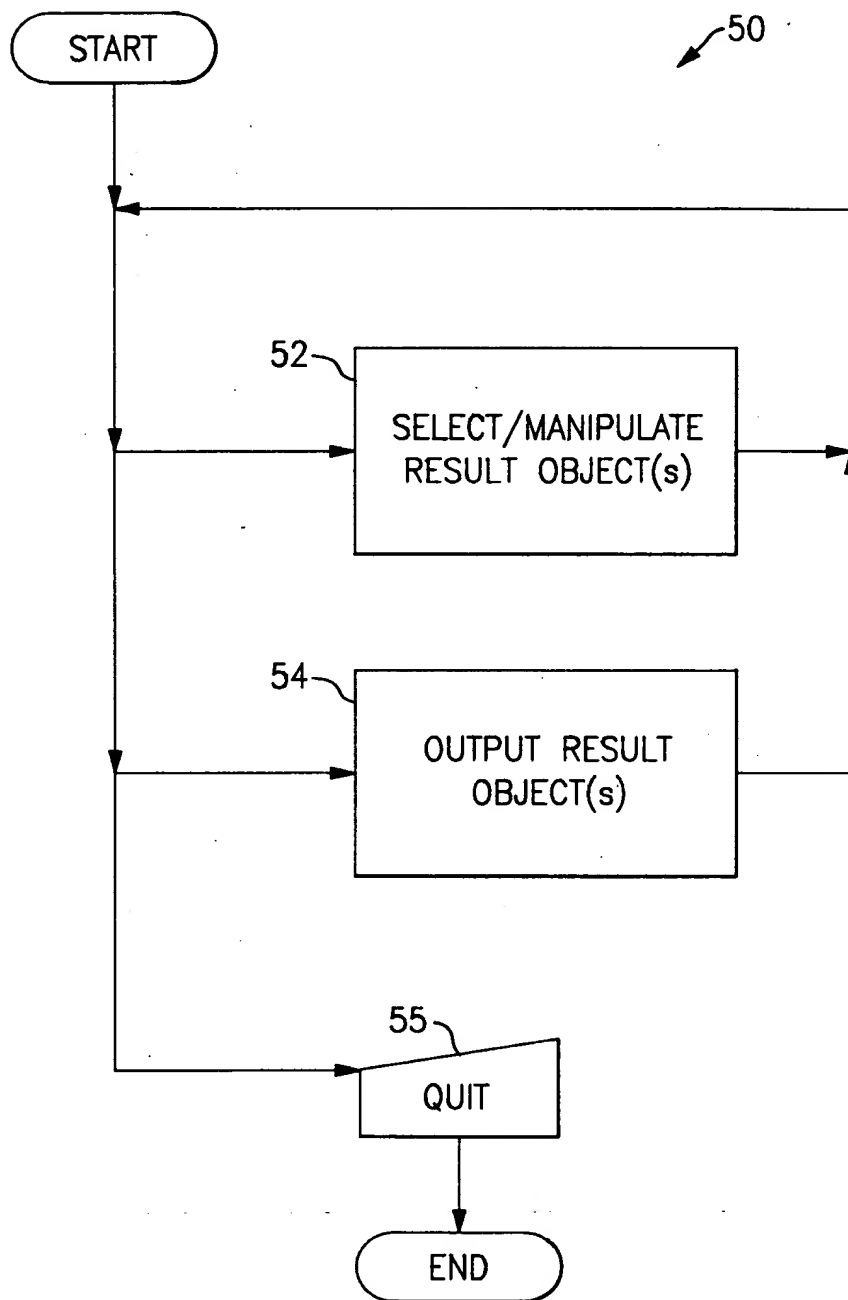 START
50
52
SELECT/MANIPULATE
RESULT OBJECT(s)
54
OUTPUT RESULT
OBJECT(s)
55
QUIT
END